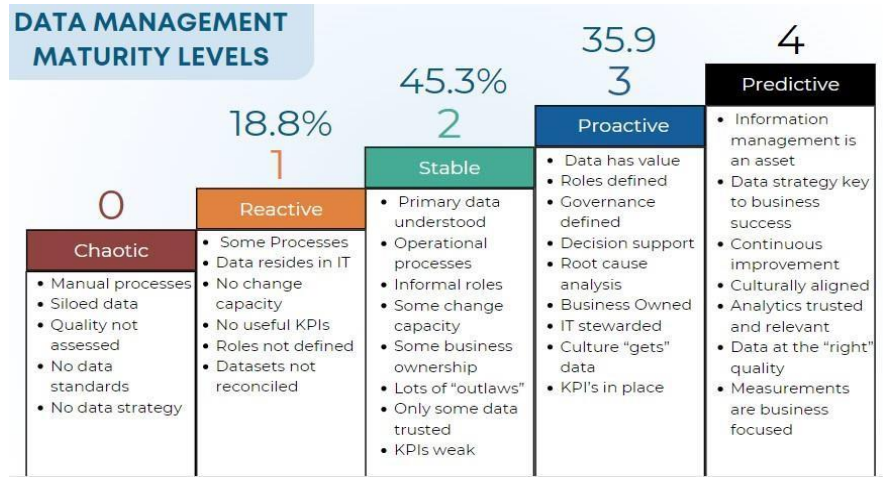 DATA MANAGEMENT
MATURITY LEVELS
0
Chaotic
• Manual processes
• Siloed data
• Quality not
assessed
• No data
standards
• No data strategy
18.8%
1
Reactive
• Some Processes
• Data resides in IT
• No change
capacity
• No useful KPIs
• Roles not defined
• Datasets not
reconciled
45.3%
2
Stable
• Primary data
understood
• Operational
processes
• Informal roles
• Some change
capacity
• Some business
ownership
• Lots of “outlaws”
• Only some data
trusted
• KPIs weak
35.9
3
Proactive
• Data has value
• Roles defined
• Governance
defined
• Decision support
• Root cause
analysis
• Business Owned
• IT stewarded
• Culture “gets”
data
• KPI’s in place
4
Predictive
• Information
management is
an asset
• Data strategy key
to business
success
• Continuous
improvement
• Culturally aligned
• Analytics trusted
and relevant
• Data at the “right”
quality
• Measurements
are business
focused